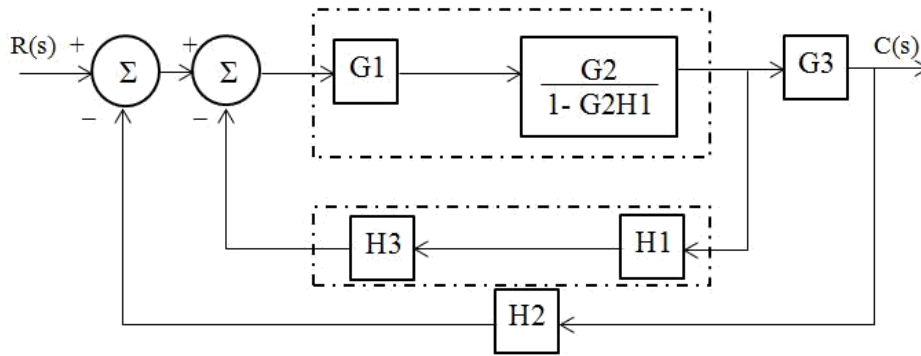 R(s)
+
Σ
−
+
Σ
−
G1
G2
1- G2H1
G3
C(s)
H3
H1
H2